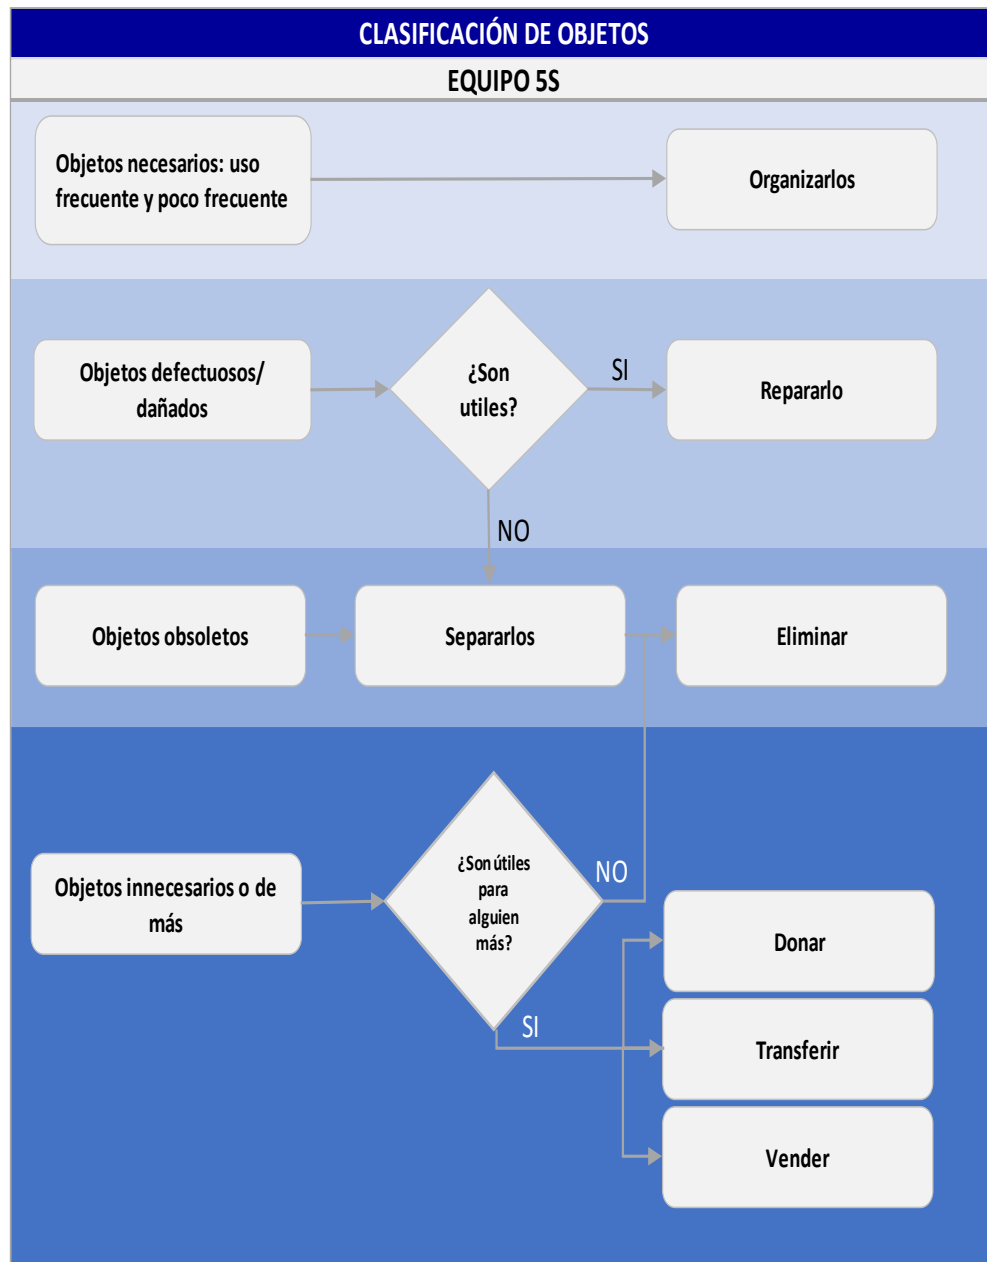 CLASIFICACIÓN DE OBJETOS
EQUIPO 5S
Objetos necesarios: uso
frecuente y poco frecuente
Organizarlos
Objetos defectuosos/
dañados
¿Son
utiles?
SI
Repararlo
NO
Objetos obsoletos
Separarlos
Eliminar
Objetos innecesarios o de
más
¿Son útiles
para
alguien
más?
NO
SI
Donar
Transferir
Vender